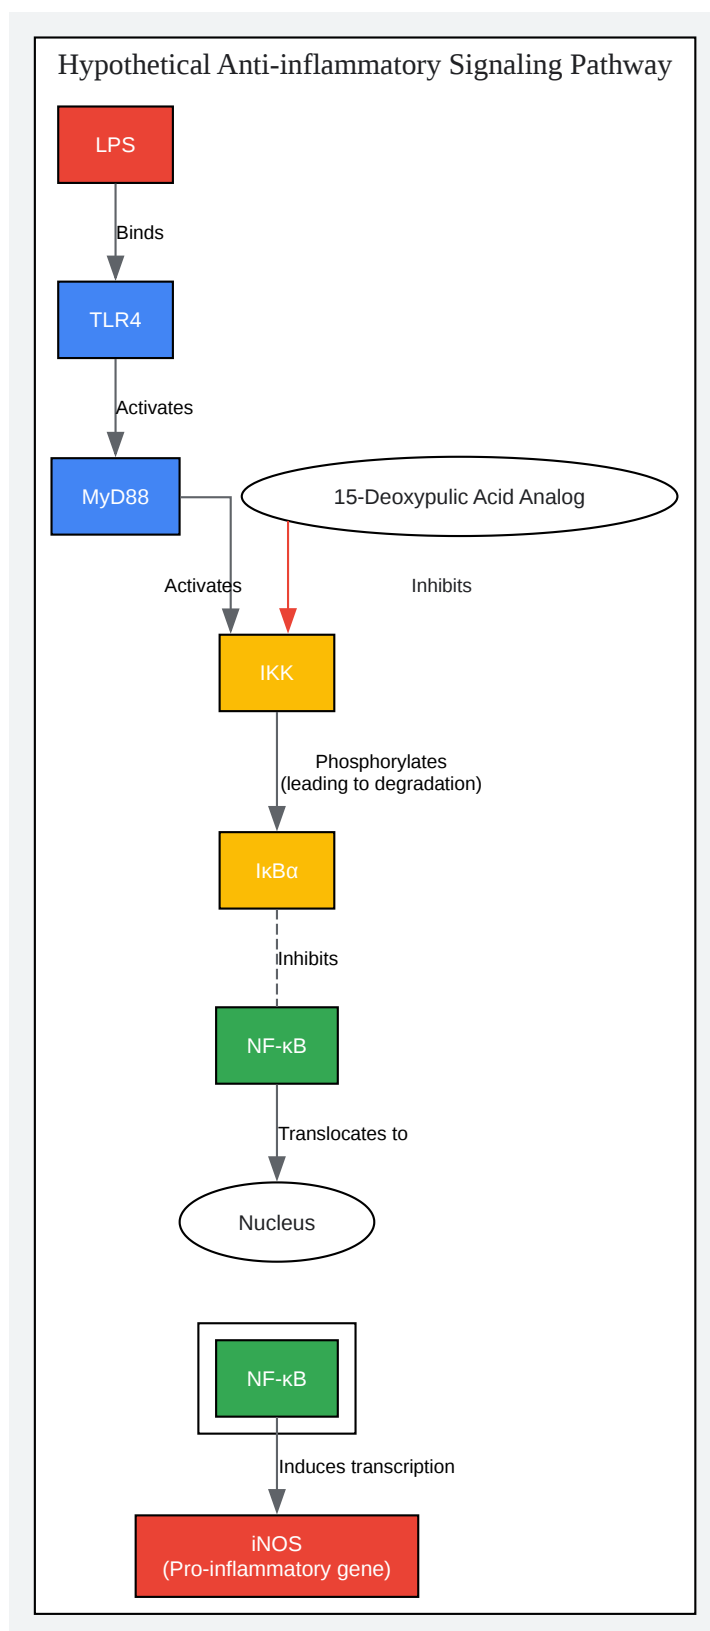 Hypothetical Anti-inflammatory Signaling Pathway
LPS
Binds
TLR4
Activates
MyD88
15-Deoxypulic Acid Analog
Activates
Inhibits
IKK
Phosphorylates
(leading to degradation)
IκBα
Inhibits
NF-κB
Translocates to
Nucleus
NF-κB
Induces transcription
iNOS
(Pro-inflammatory gene)